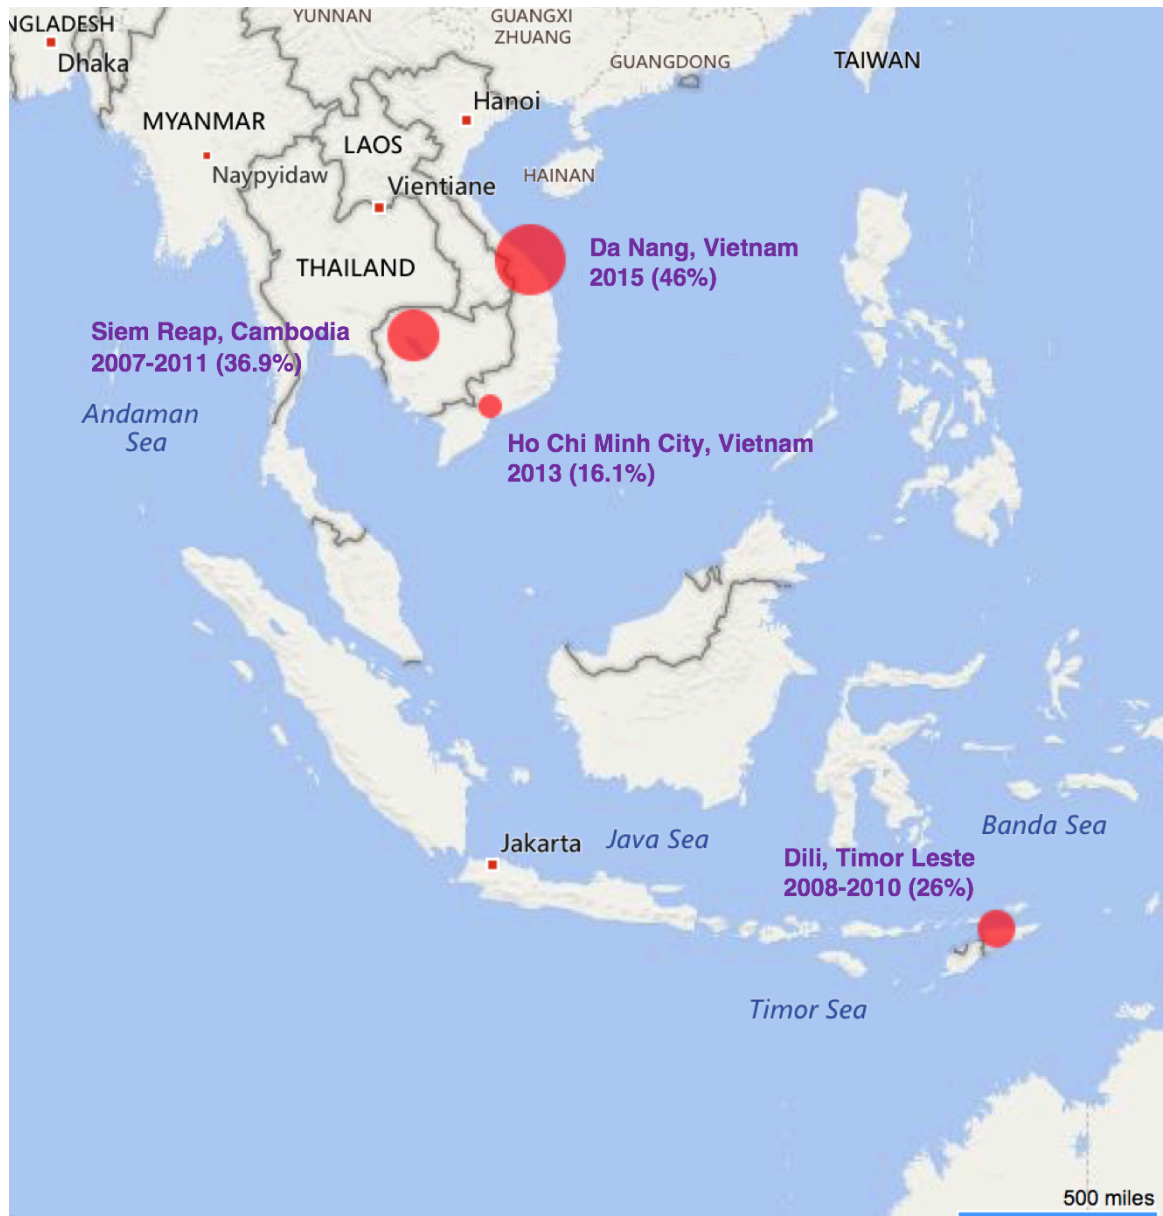 NGLADESH
Dhaka
YUNNAN
GUANGXI
ZHUANG
GUANGDONG
TAIWAN
Hanoi
MYANMAR
LAOS
Naypyidaw
Vientiane
HAINAN
THAILAND
Da Nang, Vietnam
2015 (46%)
Siem Reap, Cambodia
2007-2011 (36.9%)
Andaman
Sea
Ho Chi Minh City, Vietnam
2013 (16.1%)
Jakarta
Java Sea
Banda Sea
Dili, Timor Leste
2008-2010 (26%)
Timor Sea
500 miles